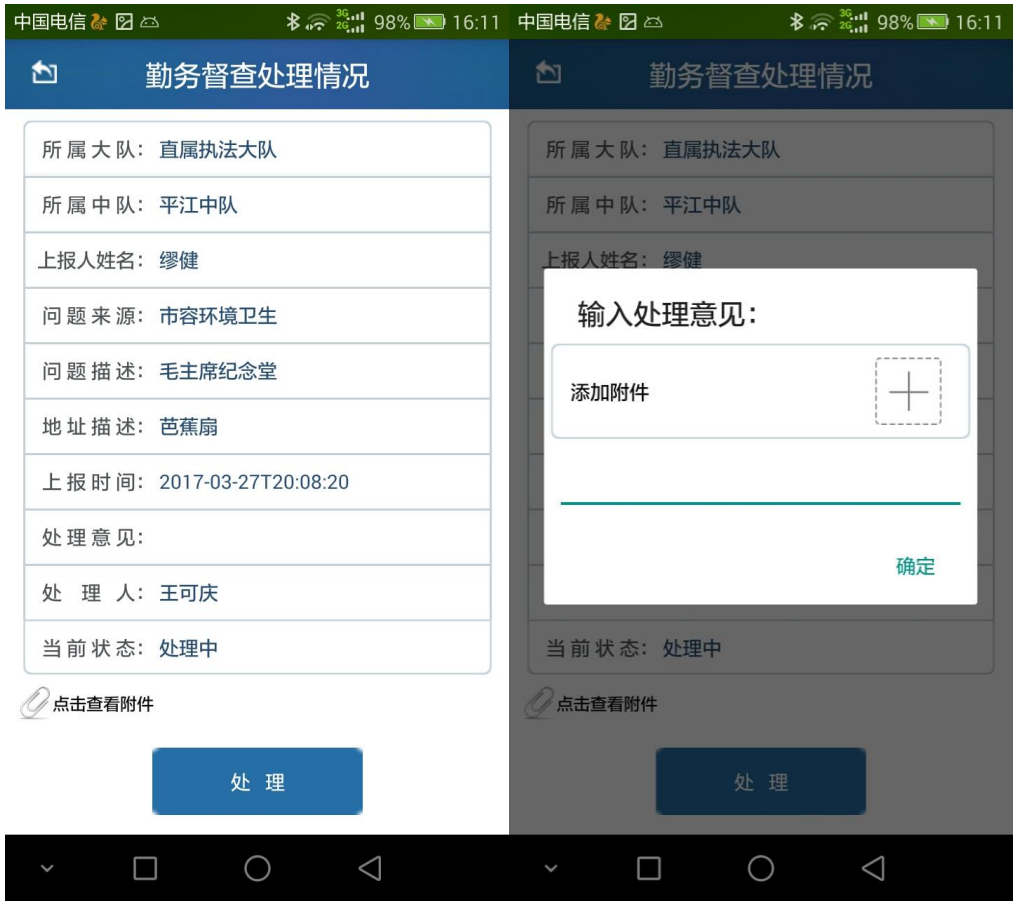 中国电信 3G 2G 98% 16:11
勤务督查处理情况
所属大队：直属执法大队
所属中队：平江中队
上报人姓名：缪健
问题来源：市容环境卫生
问题描述：毛主席纪念堂
地址描述：芭蕉扇
上报时间：2017-03-27T20:08:20
处理意见：
处理人：王可庆
当前状态：处理中
点击查看附件
处理
中国电信 3G 2G 98% 16:11
勤务督查处理情况
所属大队：直属执法大队
所属中队：平江中队
上报人姓名：缪健
输入处理意见：
添加附件
确定
当前状态：处理中
点击查看附件
处理